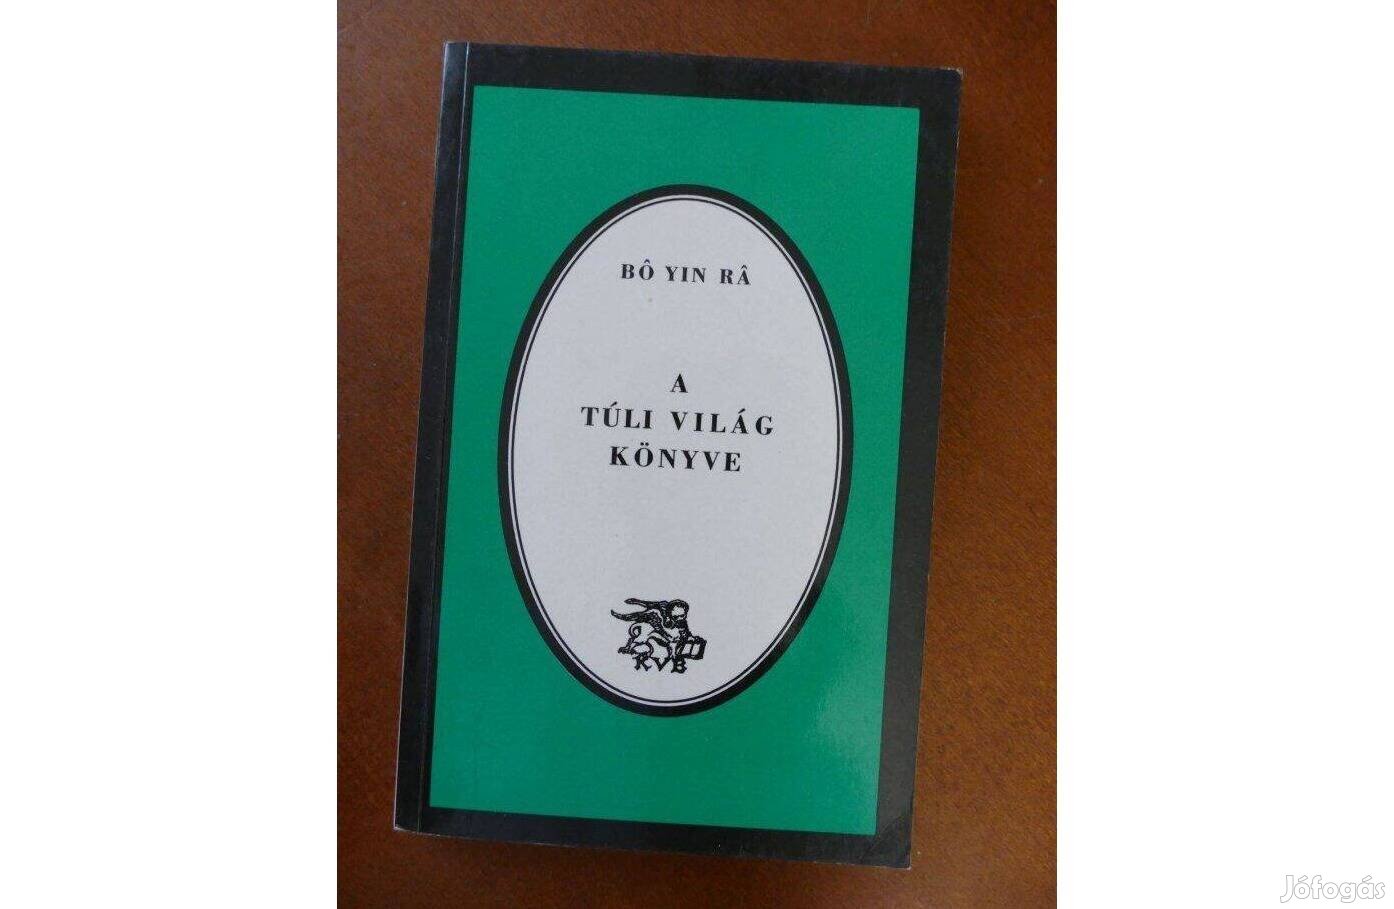 BÔ YIN RÂ
A
TÚLI VILÁG
KÖNYVE
KVB
Jófogás